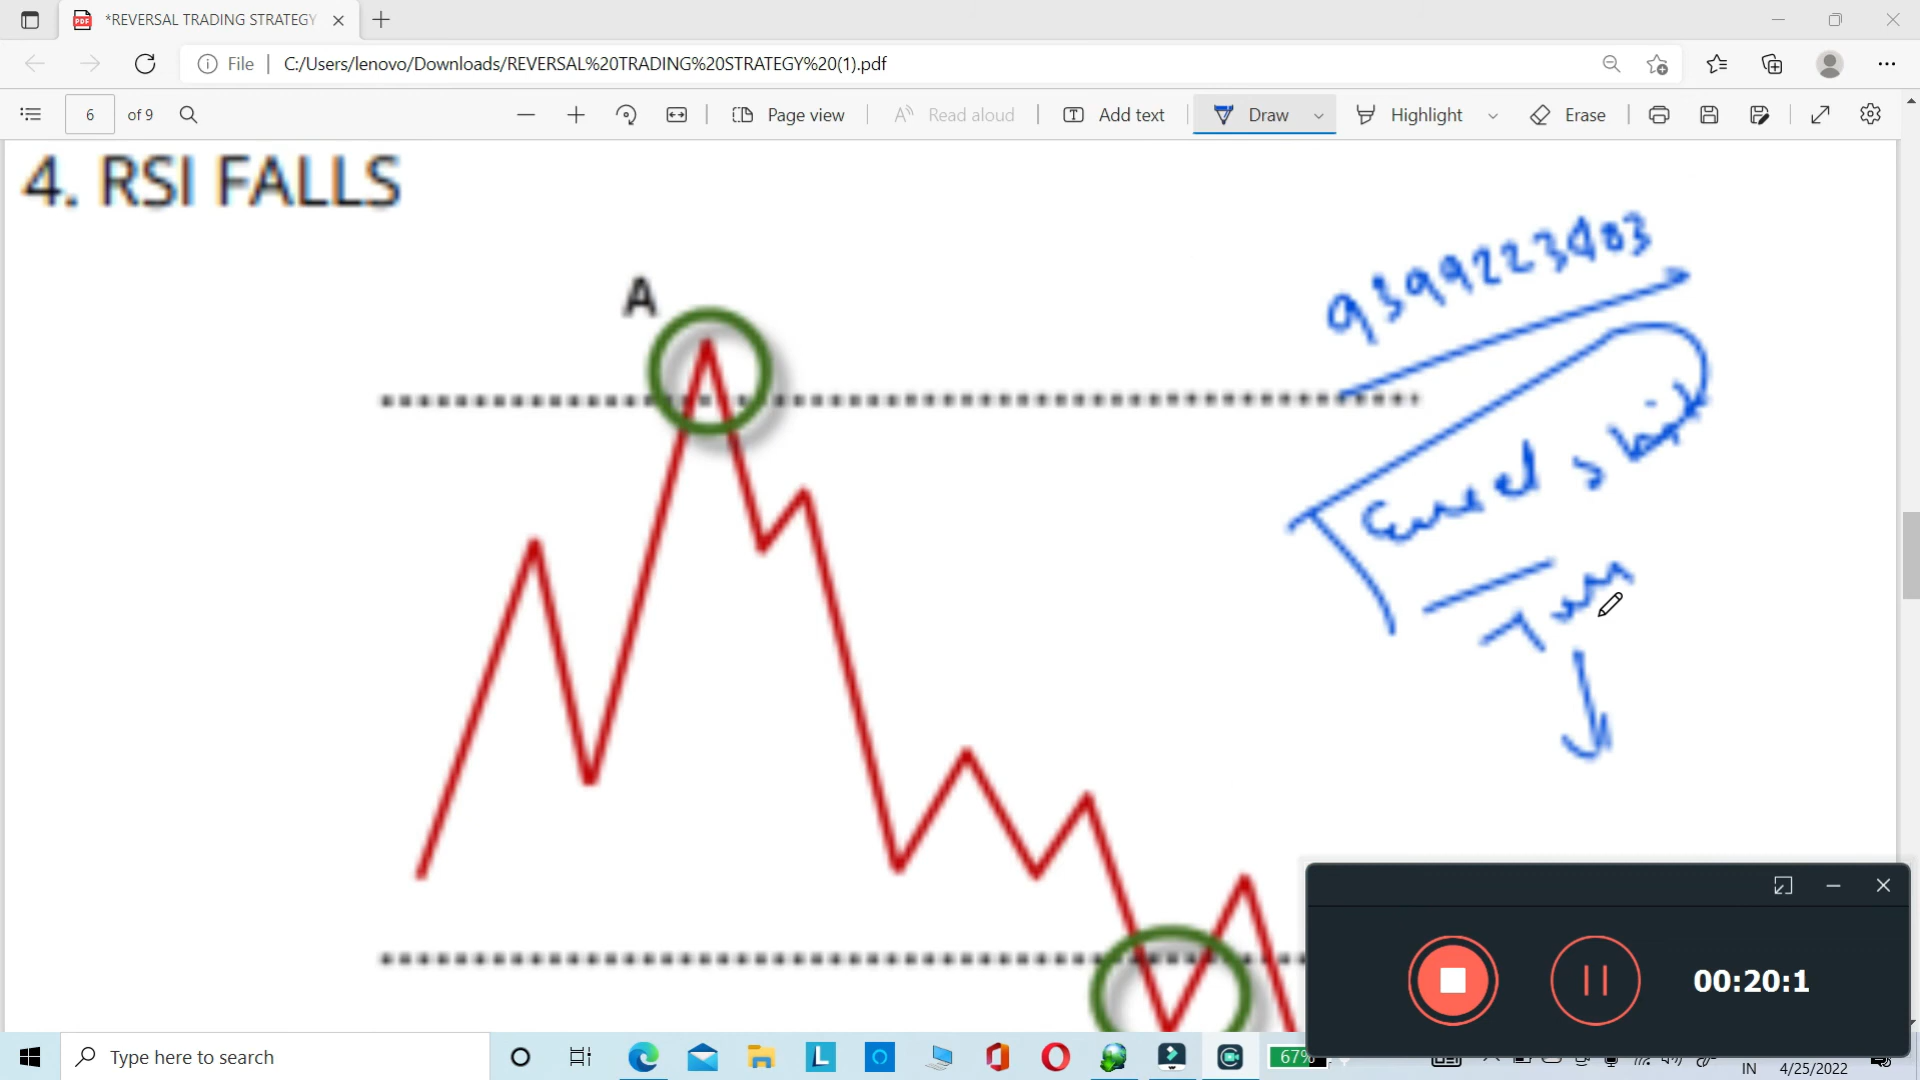 *REVERSAL TRADING STRATEGY
File
C:/Users/lenovo/Downloads/REVERSAL%20TRADING%20STRATEGY%20(1).pdf
6 of 9
Page view
Read aloud
Add text
Draw
Highlight
Erase
4. RSI FALLS
A
9399223403
00:20:1
Type here to search
67%
IN
4/25/2022